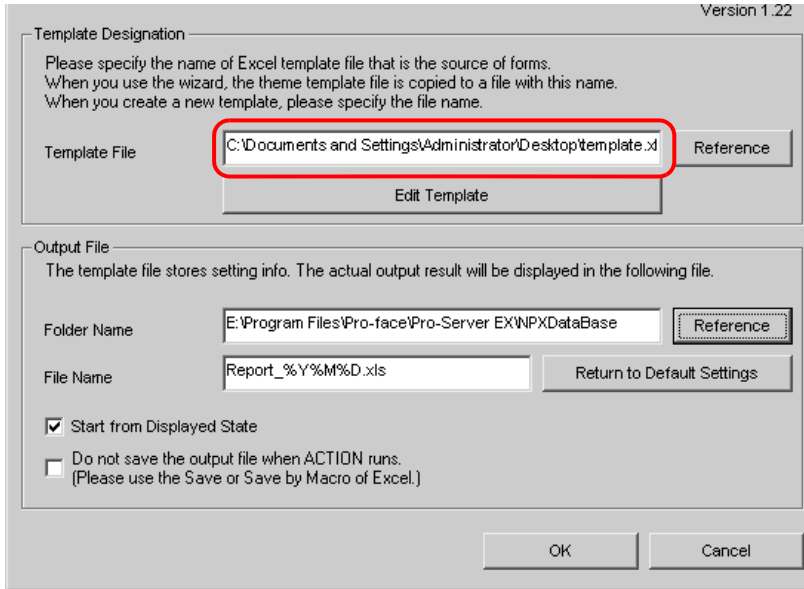 Version 1.22
Template Designation
Please specify the name of Excel template file that is the source of forms.
When you use the wizard, the theme template file is copied to a file with this name.
When you create a new template, please specify the file name.
Template File
C:\Documents and Settings\Administrator\Desktop\template.xl
Reference
Edit Template
Output File
The template file stores setting info. The actual output result will be displayed in the following file.
Folder Name
E:\Program Files\Pro-face\Pro-Server EX\NPXDataBase
Reference
File Name
Report_%Y%M%D.xls
Return to Default Settings
Start from Displayed State
Do not save the output file when ACTION runs.
(Please use the Save or Save by Macro of Excel.)
OK
Cancel